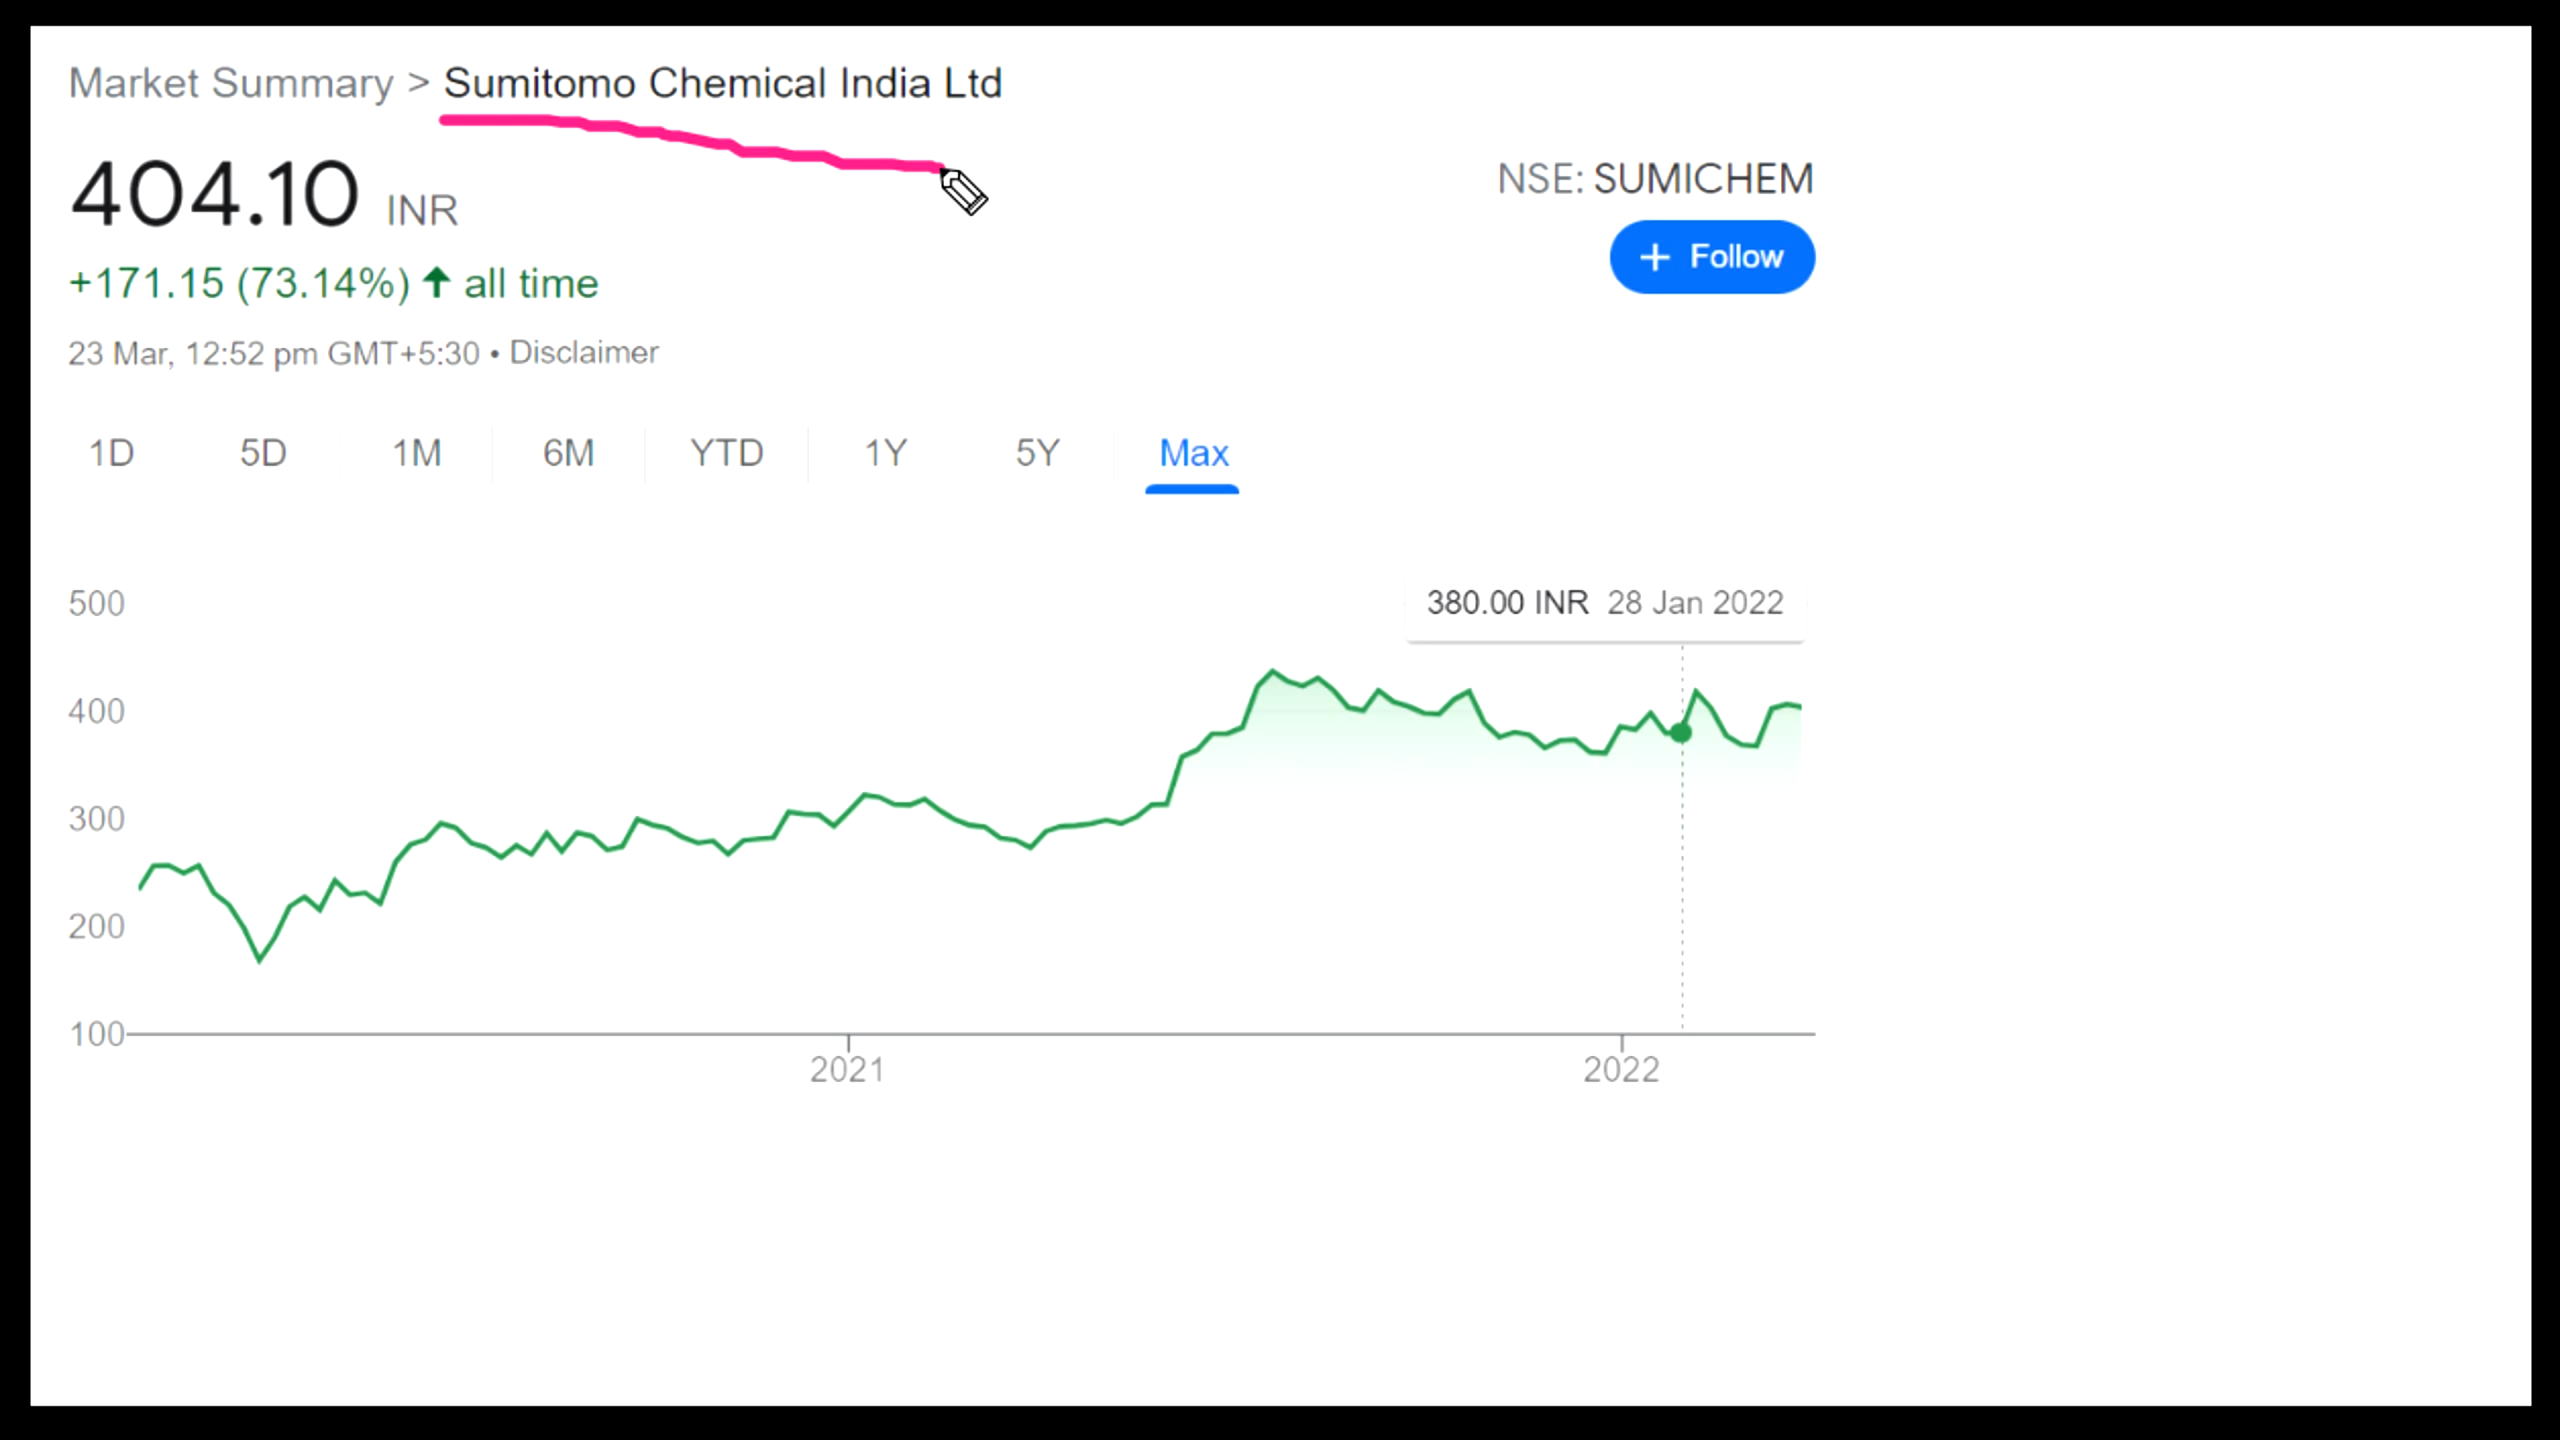 Market Summary > Sumitomo Chemical India Ltd
404.10 INR
NSE: SUMICHEM
+ Follow
+171.15 (73.14%) ↑ all time
23 Mar, 12:52 pm GMT+5:30 • Disclaimer
1D 5D 1M 6M YTD 1Y 5Y Max
380.00 INR 28 Jan 2022
500
400
300
200
100
2021 2022